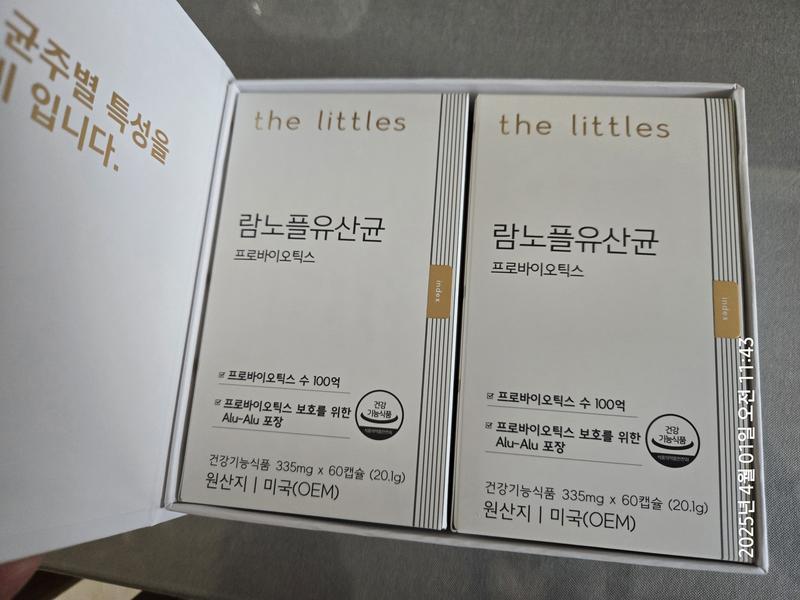 균주별 특성을
입니다.
the littles
람노플유산균
프로바이오틱스
index
프로바이오틱스 수 100억
프로바이오틱스 보호를 위한
Alu-Alu 포장
건강
기능식품
건강기능식품 335mg x 60캡슐 (20.1g)
원산지 | 미국(OEM)
the littles
람노플유산균
프로바이오틱스
index
프로바이오틱스 수 100억
프로바이오틱스 보호를 위한
Alu-Alu 포장
건강
기능식품
건강기능식품 335mg x 60캡슐 (20.1g)
원산지 | 미국(OEM)
2025년 4월 01일 오전 11:43